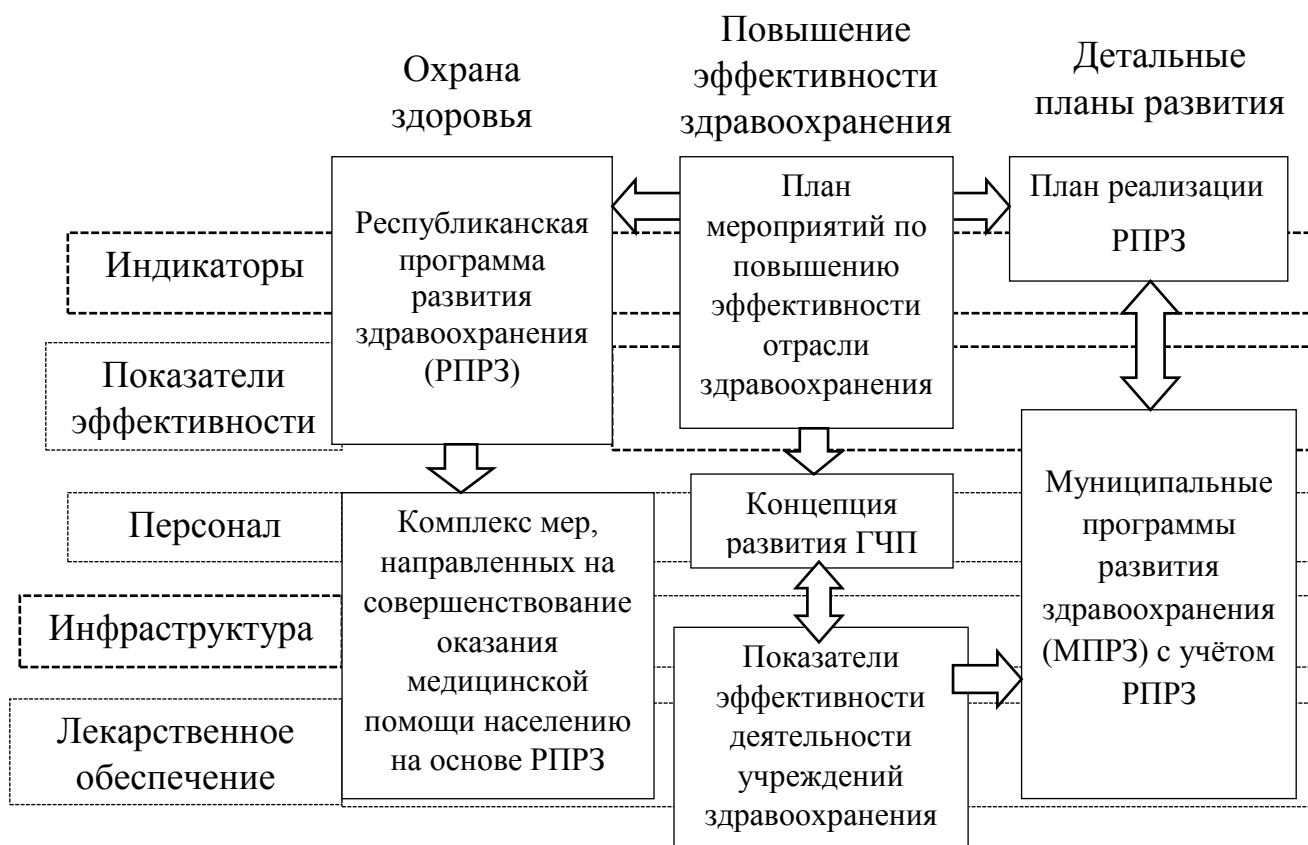 Охрана
здоровья
Повышение
эффективности
здравоохранения
Детальные
планы развития
Индикаторы
Показатели
эффективности
Персонал
Инфраструктура
Лекарственное
обеспечение
Республиканская
программа
развития
здравоохранения
(РПРЗ)
Комплекс мер,
направленных на
совершенствование
оказания
медицинской
помощи населению
на основе РПРЗ
План
мероприятий по
повышению
эффективности
отрасли
здравоохранения
Концепция
развития ГЧП
Показатели
эффективности
деятельности
учреждений
здравоохранения
План реализации
РПРЗ
Муниципальные
программы
развития
здравоохранения
(МПРЗ) с учётом
РПРЗ